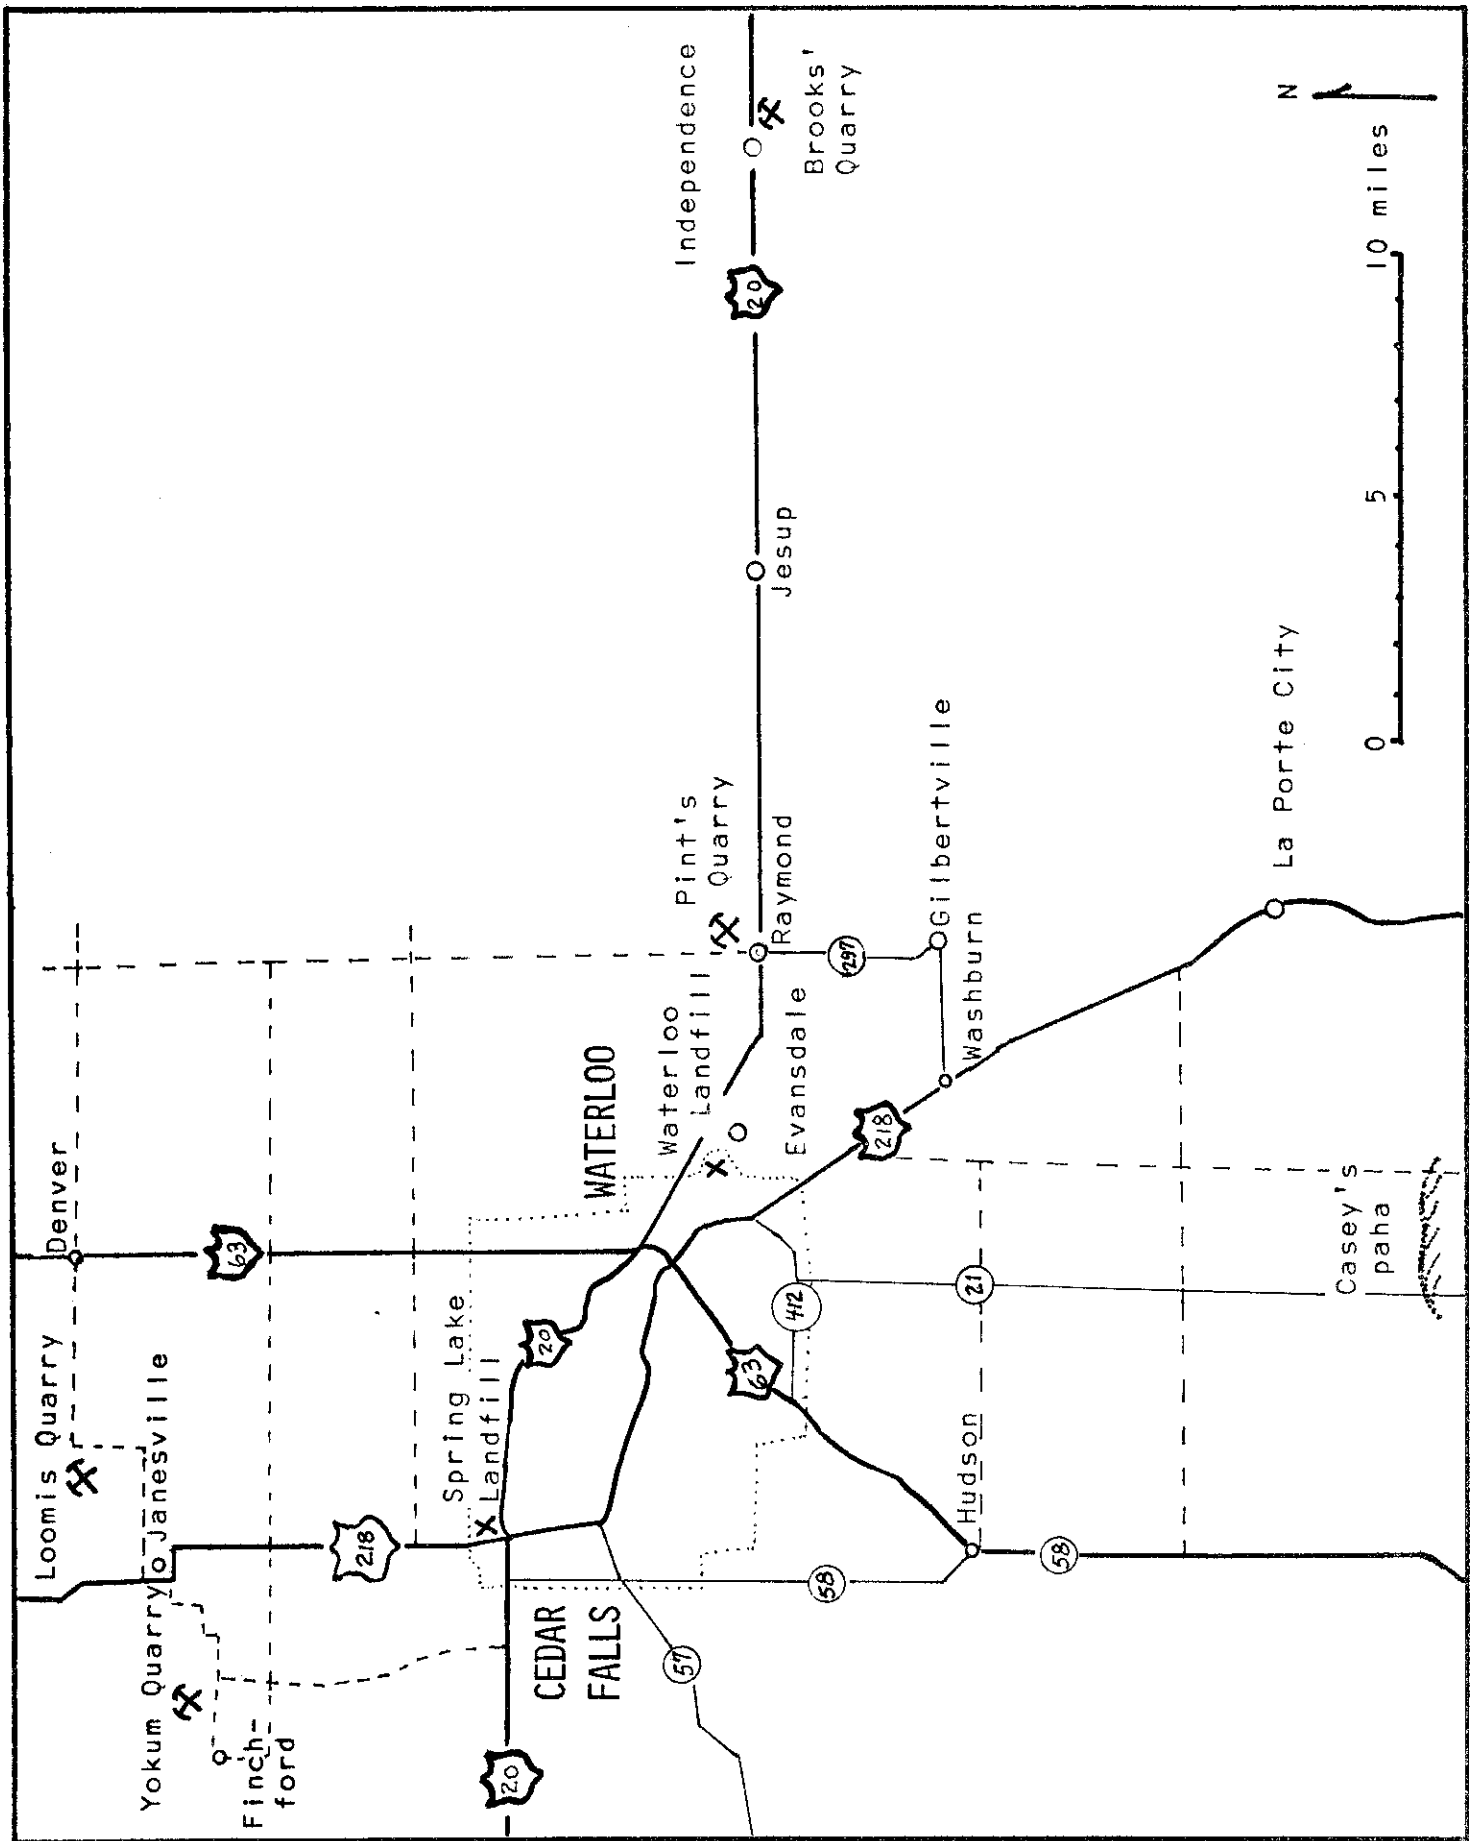 Loomis Quarry
Denver
Yokum Quarry
Janesville
Finch-
ford
63
218
Spring Lake
Landfill
20
20
CEDAR
FALLS
WATERLOO
Waterloo
Landfill
Pint's
Quarry
Raymond
Evansdale
Jesup
20
Independence
Brooks'
Quarry
57
63
412
297
Gilbertville
218
Washburn
58
Hudson
21
58
La Porte City
Casey's
paha
N
0
5
10 miles